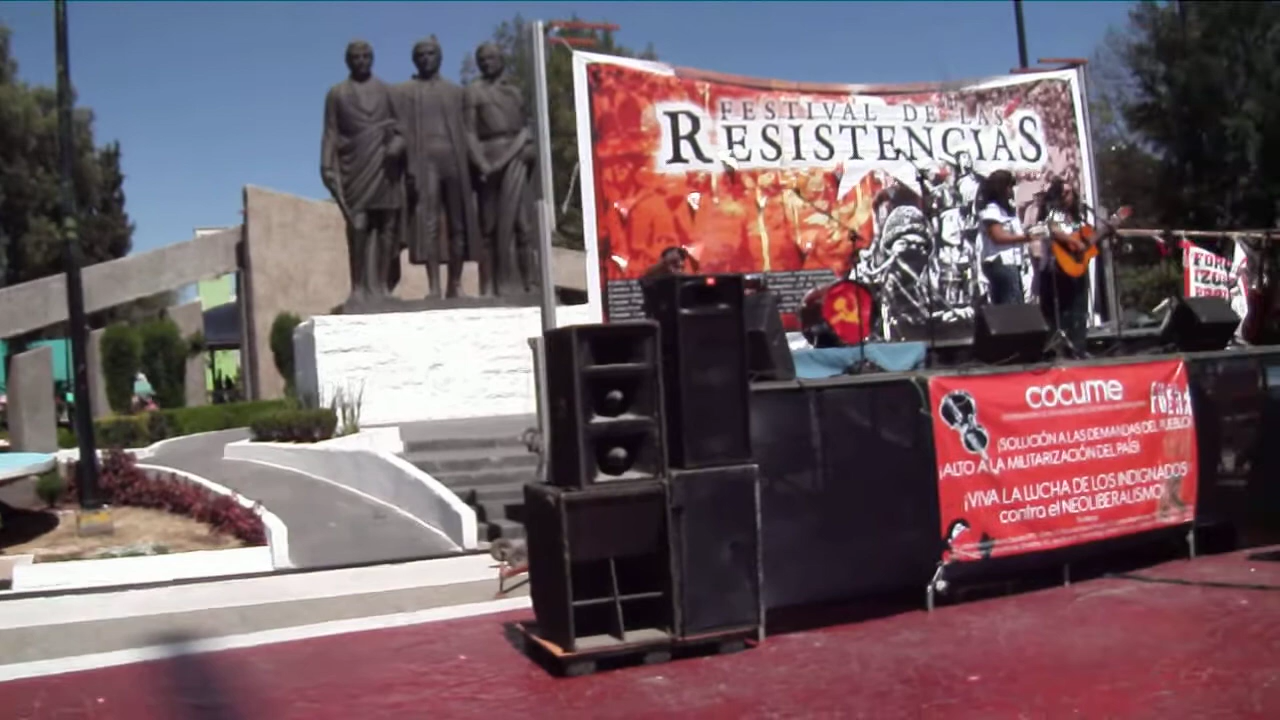 FESTIVAL DE LAS
RESISTENCIAS
cocume
FUERA
¡SOLUCIÓN A LAS DEMANDAS DEL PUEBLO!
¡ALTO A LA MILITARIZACIÓN DEL PAÍS!
¡VIVA LA LUCHA DE LOS INDIGNADOS
contra el NEOLIBERALISMO